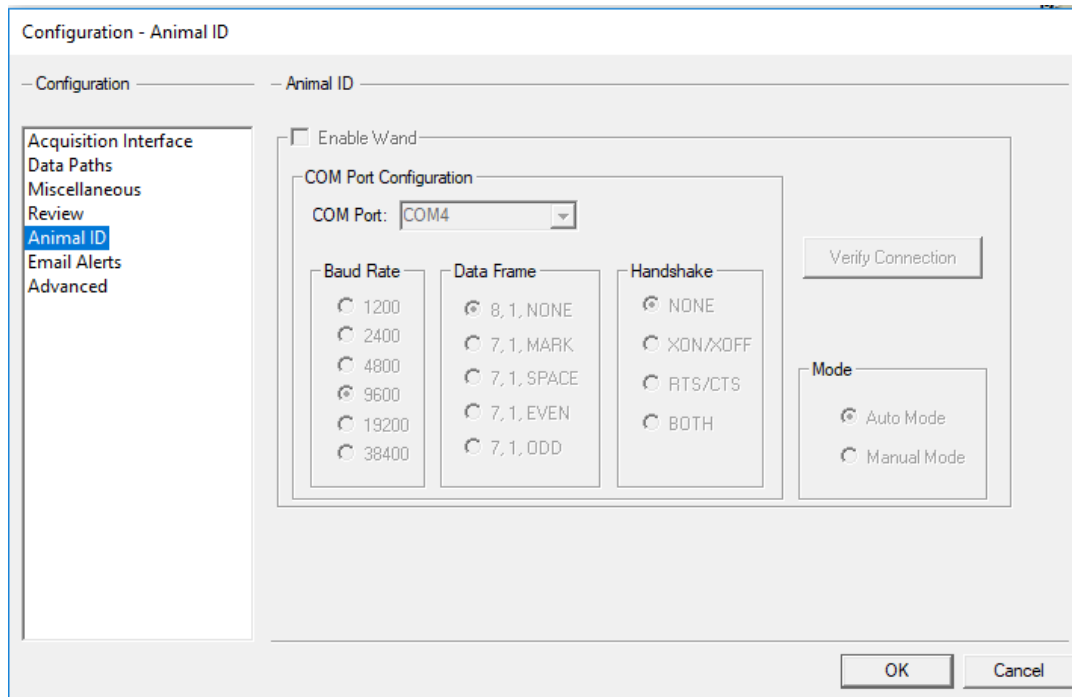 Configuration - Animal ID
Configuration
Acquisition Interface
Data Paths
Miscellaneous
Review
Animal ID
Email Alerts
Advanced
Animal ID
Enable Wand
COM Port Configuration
COM Port: COM4
Baud Rate
1200
2400
4800
9600
19200
38400
Data Frame
8, 1, NONE
7, 1, MARK
7, 1, SPACE
7, 1, EVEN
7, 1, ODD
Handshake
NONE
XON/XOFF
RTS/CTS
BOTH
Verify Connection
Mode
Auto Mode
Manual Mode
OK
Cancel